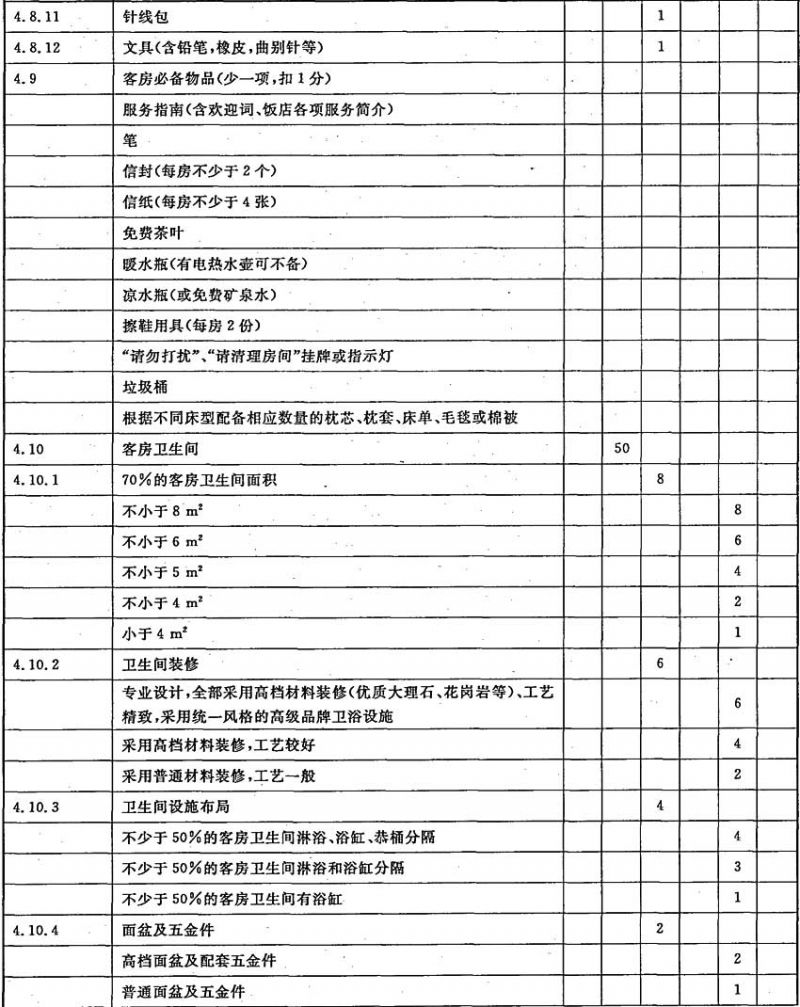 4.8.11 针线包 1
4.8.12 文具(含铅笔,橡皮,曲别针等) 1
4.9 客房必备物品(少一项,扣1分)
服务指南(含欢迎词、饭店各项服务简介)
笔
信封(每房不少于2个)
信纸(每房不少于4张)
免费茶叶
暖水瓶(有电热水壶可不备)
凉水瓶(或免费矿泉水)
擦鞋用具(每房2份)
“请勿打扰”、“请清理房间”挂牌或指示灯
垃圾桶
根据不同床型配备相应数量的枕芯、枕套、床单、毛毯或棉被
4.10 客房卫生间 50
4.10.1 70%的客房卫生间面积 8
不小于8 m² 8
不小于6 m² 6
不小于5 m² 4
不小于4 m² 2
小于4 m² 1
4.10.2 卫生间装修 6
专业设计,全部采用高档材料装修(优质大理石、花岗岩等)、工艺
精致,采用统一风格的高级品牌卫浴设施 6
采用高档材料装修,工艺较好 4
采用普通材料装修,工艺一般 2
4.10.3 卫生间设施布局 4
不少于50%的客房卫生间淋浴、浴缸、恭桶分隔 4
不少于50%的客房卫生间淋浴和浴缸分隔 3
不少于50%的客房卫生间有浴缸 1
4.10.4 面盆及五金件 2
高档面盆及配套五金件 2
普通面盆及五金件 1